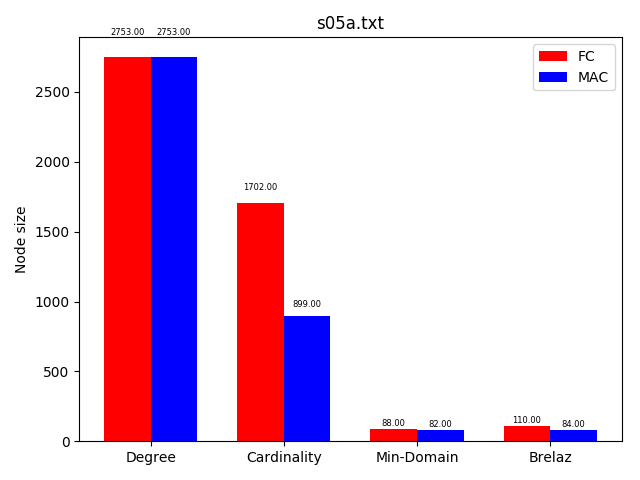 s05a.txt
2753.00 2753.00
FC
MAC
2500
2000
1702.00
1500
Node size
1000
899.00
500
88.00 82.00 110.00 84.00
0
Degree Cardinality Min-Domain Brelaz